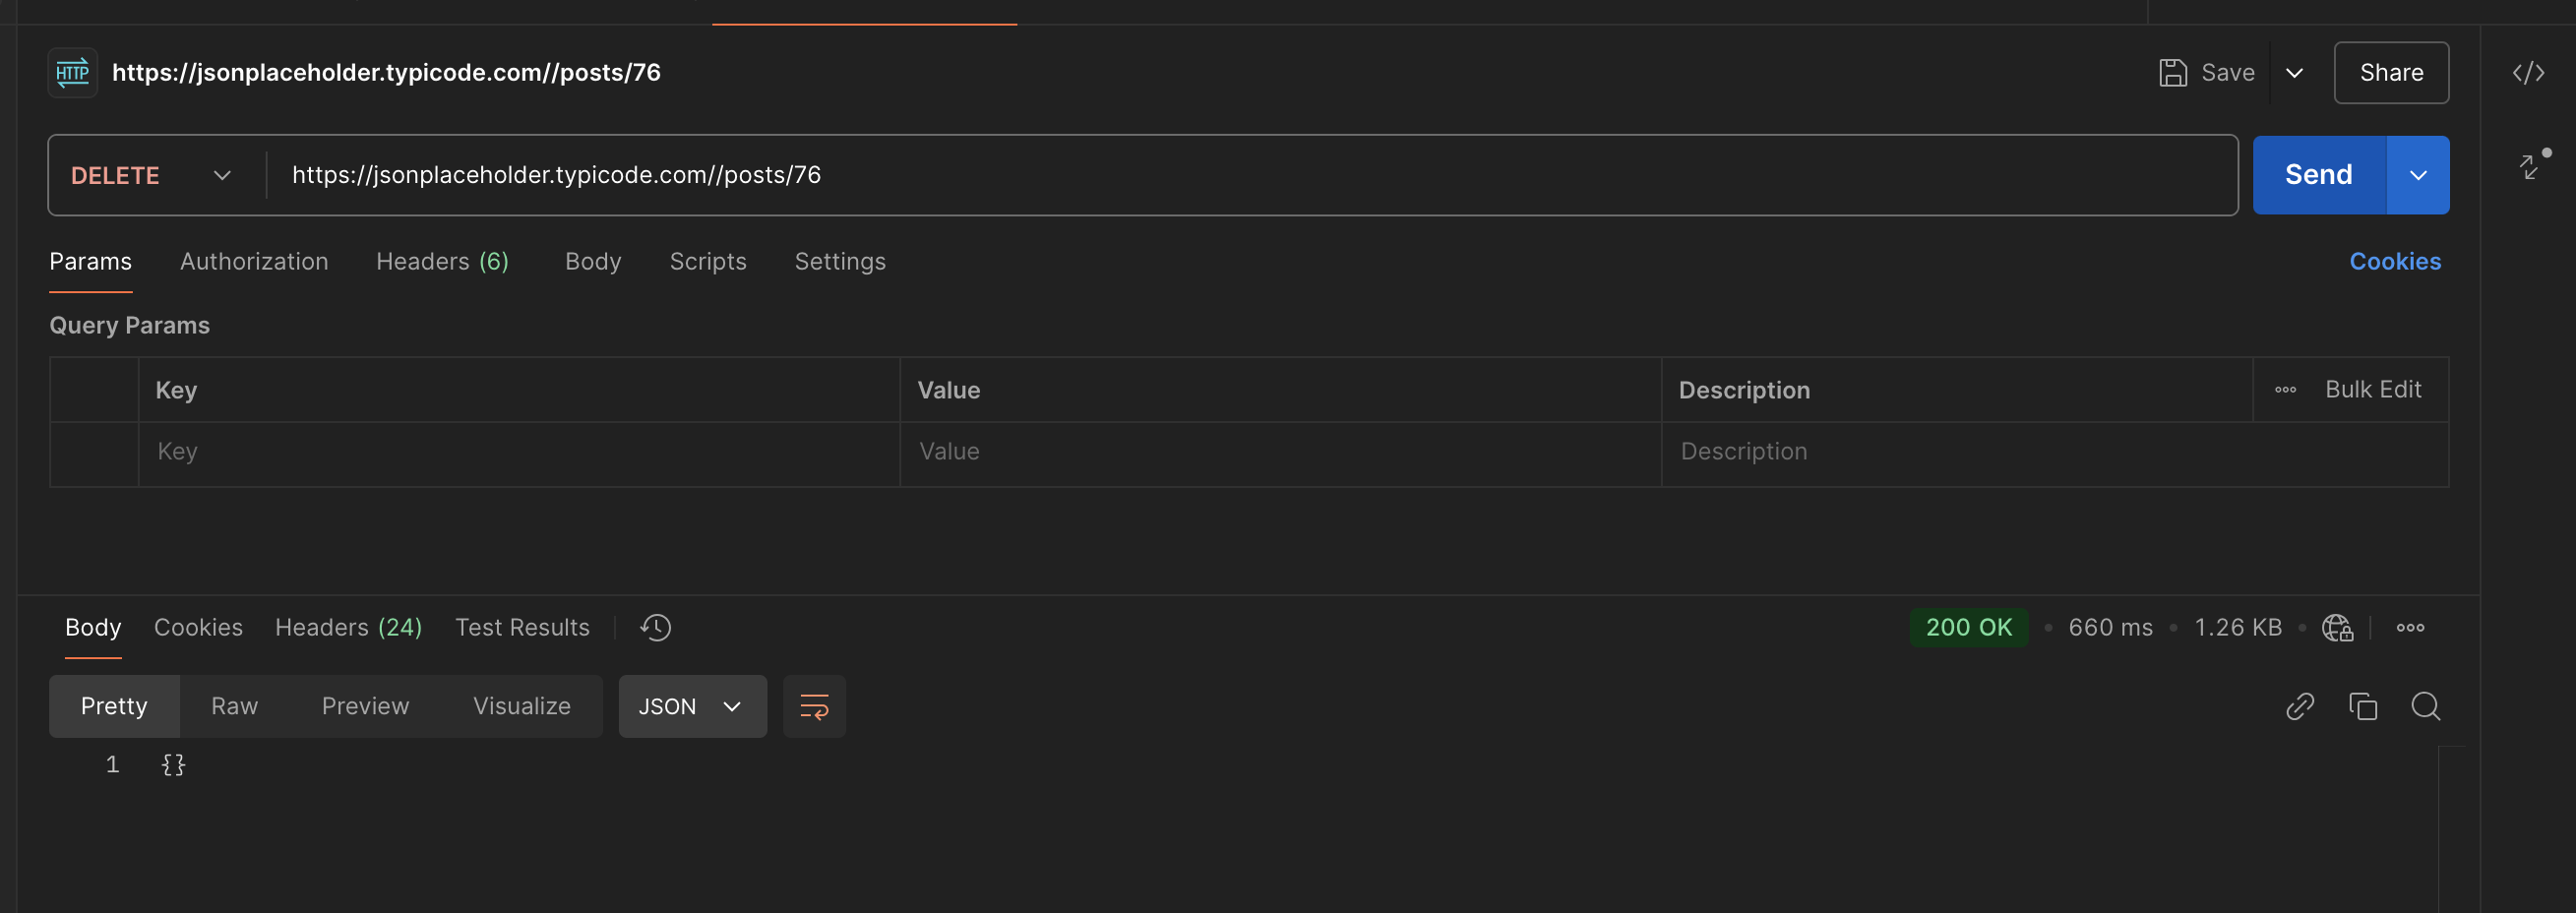 HTTP https://jsonplaceholder.typicode.com//posts/76 Save Share
DELETE https://jsonplaceholder.typicode.com//posts/76 Send
Params Authorization Headers (6) Body Scripts Settings Cookies
Query Params
Key Value Description Bulk Edit
Key Value Description
Body Cookies Headers (24) Test Results 200 OK • 660 ms • 1.26 KB •
Pretty Raw Preview Visualize JSON
1 {}